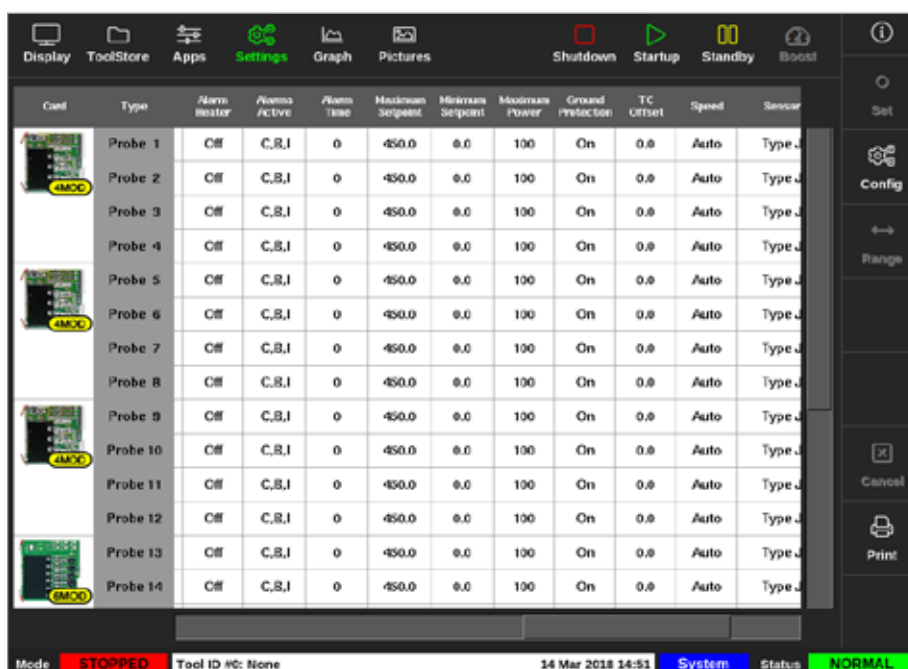 Display ToolStore Apps Settings Graph Pictures Shutdown Startup Standby Boost
Set
Config
Range
Cancel
Print
Card Type Alarm Heater Alarms Active Alarm Time Maximum Setpoint Minimum Setpoint Maximum Power Ground Protection TC Offset Speed Sensor
Probe 1 Off C,B,I 0 450.0 0.0 100 On 0.0 Auto Type J
4MOD Probe 2 Off C,B,I 0 450.0 0.0 100 On 0.0 Auto Type J
Probe 3 Off C,B,I 0 450.0 0.0 100 On 0.0 Auto Type J
Probe 4 Off C,B,I 0 450.0 0.0 100 On 0.0 Auto Type J
Probe 5 Off C,B,I 0 450.0 0.0 100 On 0.0 Auto Type J
4MOD Probe 6 Off C,B,I 0 450.0 0.0 100 On 0.0 Auto Type J
Probe 7 Off C,B,I 0 450.0 0.0 100 On 0.0 Auto Type J
Probe 8 Off C,B,I 0 450.0 0.0 100 On 0.0 Auto Type J
Probe 9 Off C,B,I 0 450.0 0.0 100 On 0.0 Auto Type J
4MOD Probe 10 Off C,B,I 0 450.0 0.0 100 On 0.0 Auto Type J
Probe 11 Off C,B,I 0 450.0 0.0 100 On 0.0 Auto Type J
Probe 12 Off C,B,I 0 450.0 0.0 100 On 0.0 Auto Type J
Probe 13 Off C,B,I 0 450.0 0.0 100 On 0.0 Auto Type J
6MOD Probe 14 Off C,B,I 0 450.0 0.0 100 On 0.0 Auto Type J
Mode STOPPED Tool ID #0: None 14 Mar 2018 14:51 System Status NORMAL